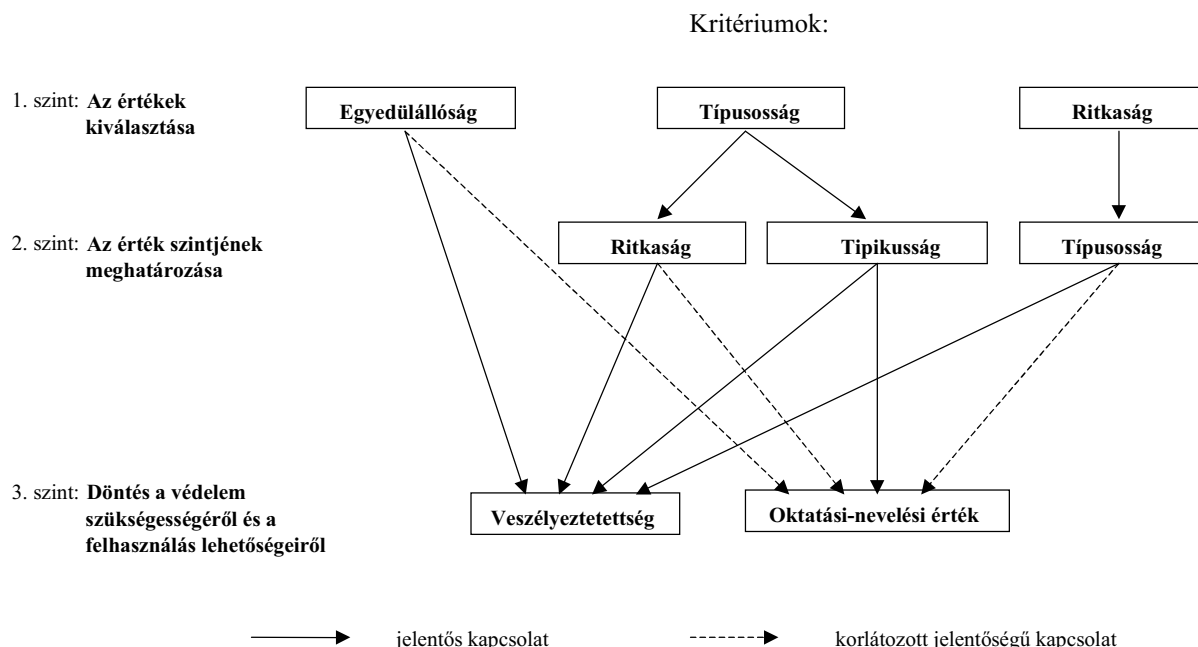 Kritériumok:
1. szint: Az értékek
kiválasztása
Egyedülállóság
Típusosság
Ritkaság
2. szint: Az érték szintjének
meghatározása
Ritkaság
Tipikusság
Típusosság
3. szint: Döntés a védelem
szükségességéről és a
felhasználás lehetőségeiről
Veszélyeztetettség
Oktatási-nevelési érték
jelentős kapcsolat
korlátozott jelentőségű kapcsolat